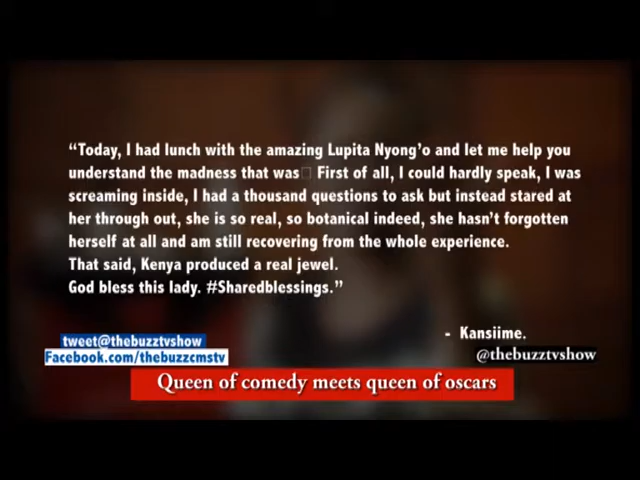 “Today, I had lunch with the amazing Lupita Nyong’o and let me help you
understand the madness that was□ First of all, I could hardly speak, I was
screaming inside, I had a thousand questions to ask but instead stared at
her through out, she is so real, so botanical indeed, she hasn’t forgotten
herself at all and am still recovering from the whole experience.
That said, Kenya produced a real jewel.
God bless this lady. #Sharedblessings.”
- Kansiime.
tweet@thebuzztvshow
Facebook.com/thebuzzcmstv
@thebuzztvshow
Queen of comedy meets queen of oscars